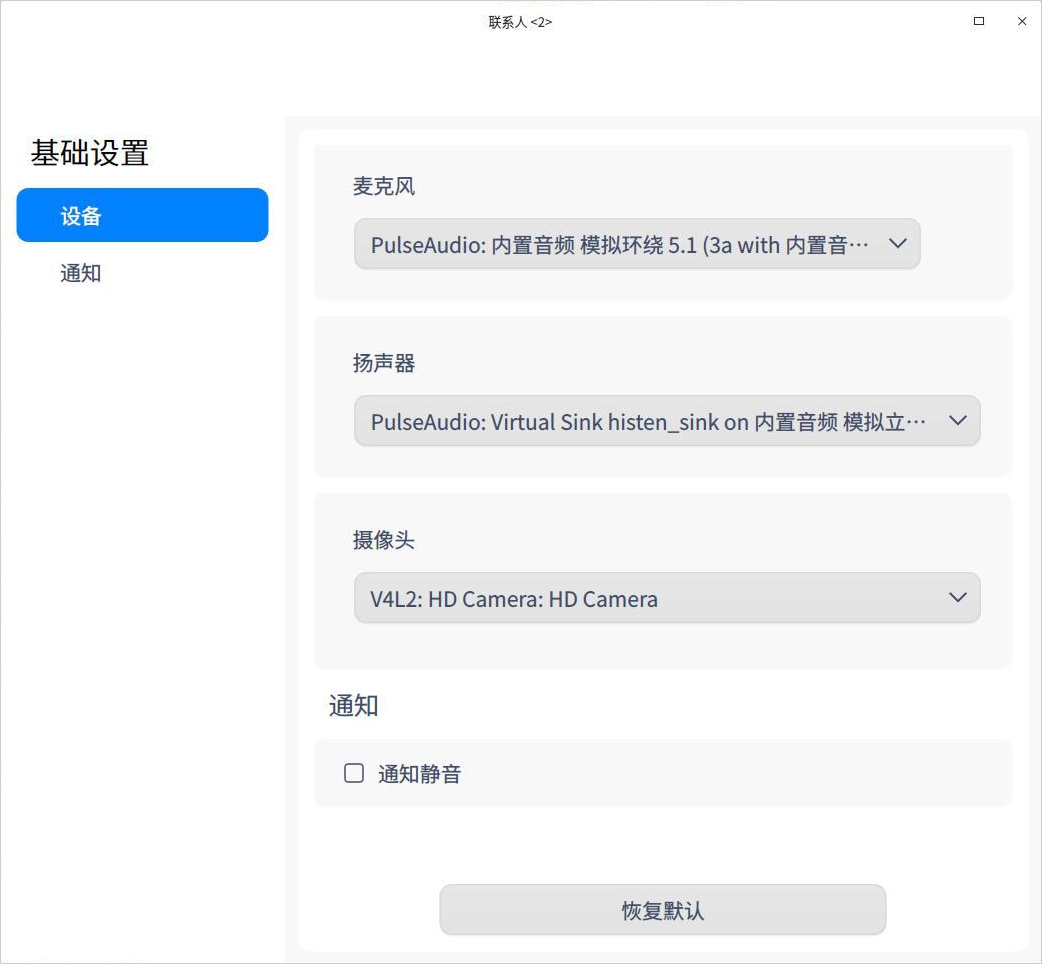 联系人 <2>
基础设置
设备
通知
麦克风
PulseAudio: 内置音频 模拟环绕 5.1 (3a with 内置音…
扬声器
PulseAudio: Virtual Sink histen_sink on 内置音频 模拟立…
摄像头
V4L2: HD Camera: HD Camera
通知
通知静音
恢复默认